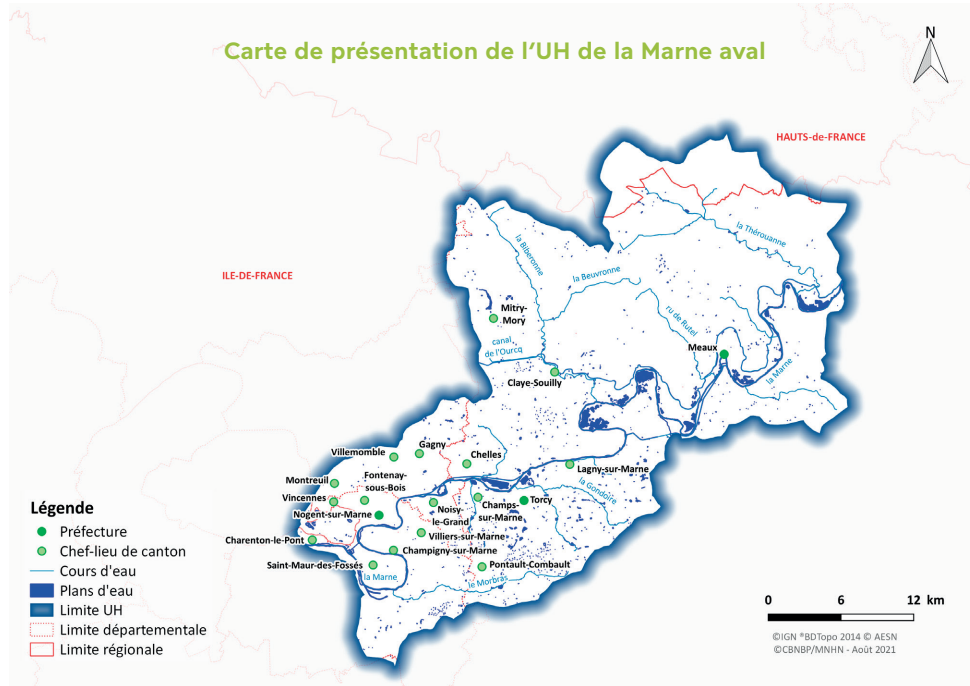 Carte de présentation de l'UH de la Marne aval
N
HAUTS-de-FRANCE
ILE-DE-FRANCE
la Thérouanne
la Biberonne
la Beuvronne
Mitry-
Mory
ru de Rutel
Meaux
canal
de l'Ourcq
la Marne
Claye-Souilly
Gagny
Villemomble
Chelles
Lagny-sur-Marne
Montreuil
Fontenay-
sous-Bois
la Gondoire
Vincennes
Noisy-
le-Grand
Champs-
sur-Marne
Torcy
Nogent-sur-Marne
Villiers-sur-Marne
Charenton-le-Pont
Champigny-sur-Marne
Saint-Maur-des-Fossés
Pontault-Combault
la Marne
le Morbras
Légende
Préfecture
Chef-lieu de canton
Cours d'eau
Plans d'eau
Limite UH
Limite départementale
Limite régionale
0 6 12 km
©IGN ®BDTopo 2014 © AESN
©CBNBP/MNHN - Août 2021